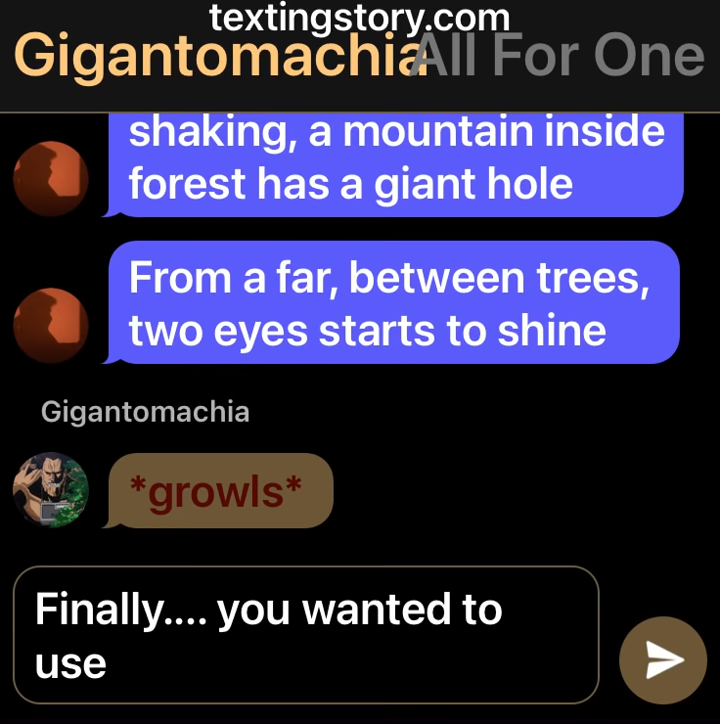 textingstory.com
Gigantomachia All For One
shaking, a mountain inside
forest has a giant hole
From a far, between trees,
two eyes starts to shine
Gigantomachia
*growls*
Finally.... you wanted to
use